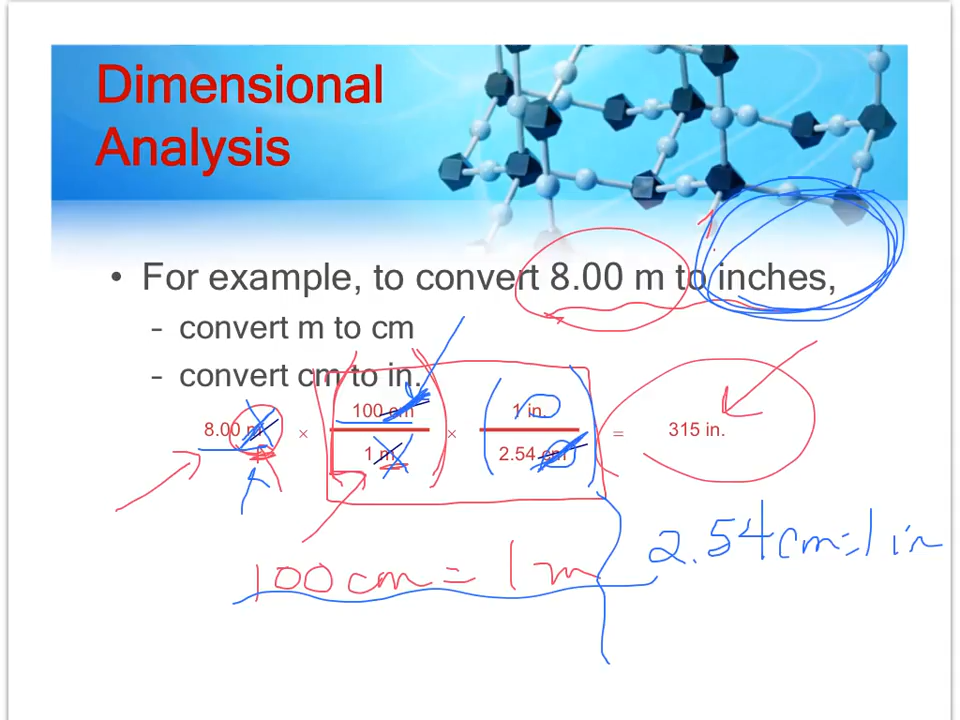 Dimensional
Analysis
• For example, to convert 8.00 m to inches,
– convert m to cm
– convert cm to in.
100 cm 1 in.
8.00 m × × = 315 in.
1 m 2.54 cm
2.54 cm = 1 in
100 cm = 1 m